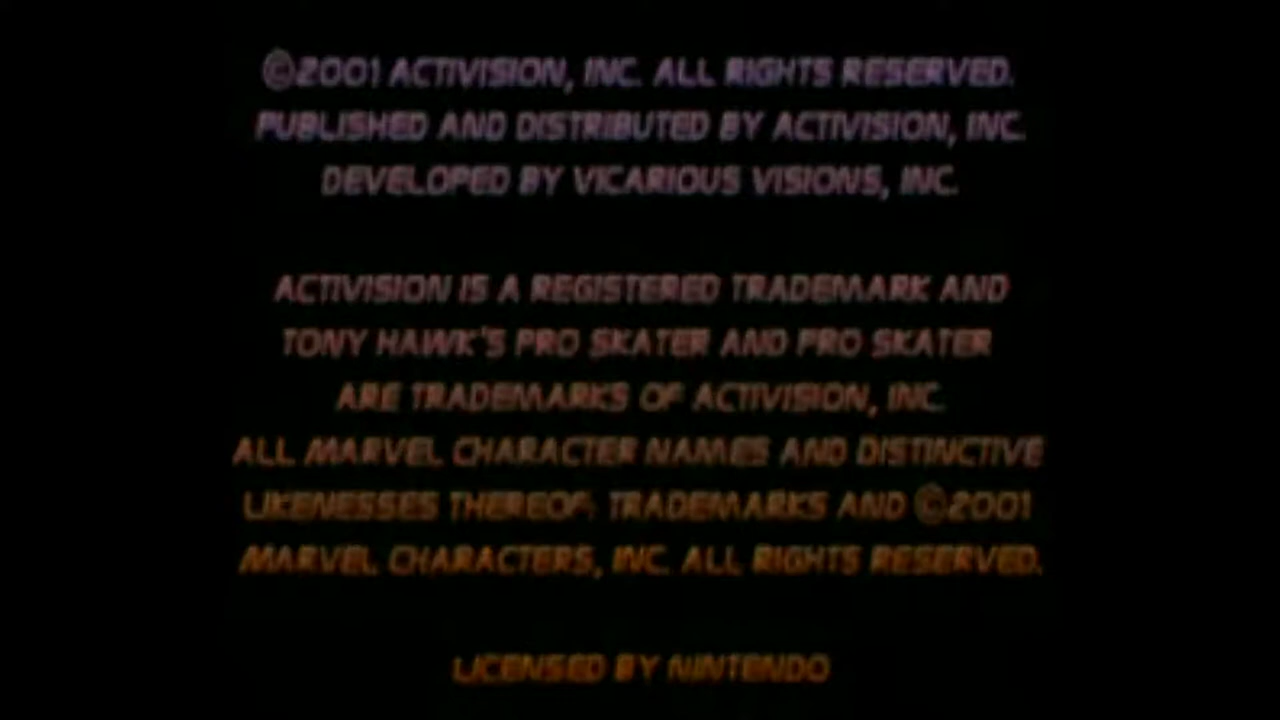 ©2001 ACTIVISION, INC. ALL RIGHTS RESERVED.
PUBLISHED AND DISTRIBUTED BY ACTIVISION, INC.
DEVELOPED BY VICARIOUS VISIONS, INC.
ACTIVISION IS A REGISTERED TRADEMARK AND
TONY HAWK'S PRO SKATER AND PRO SKATER
ARE TRADEMARKS OF ACTIVISION, INC.
ALL MARVEL CHARACTER NAMES AND DISTINCTIVE
LIKENESSES THEREOF: TRADEMARKS AND ©2001
MARVEL CHARACTERS, INC. ALL RIGHTS RESERVED.
LICENSED BY NINTENDO